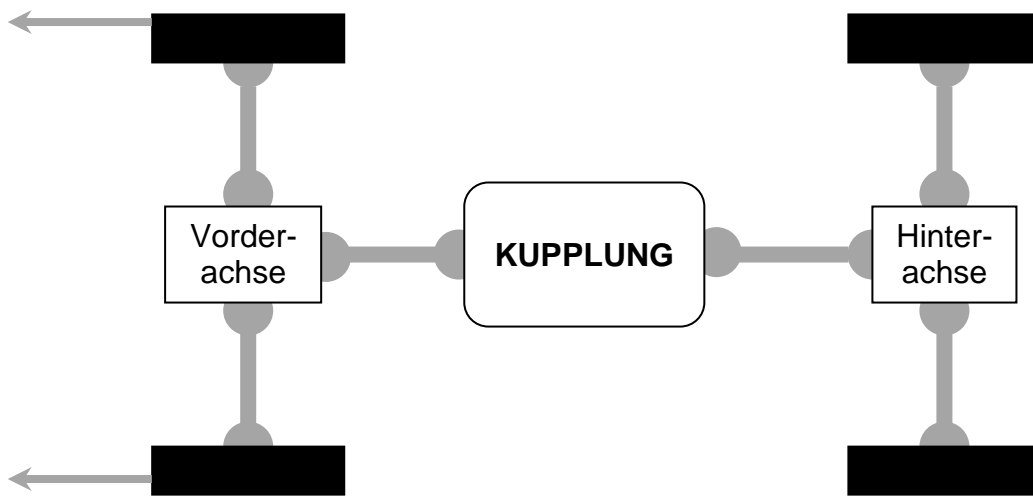 Vorder-
achse
KUPPLUNG
Hinter-
achse